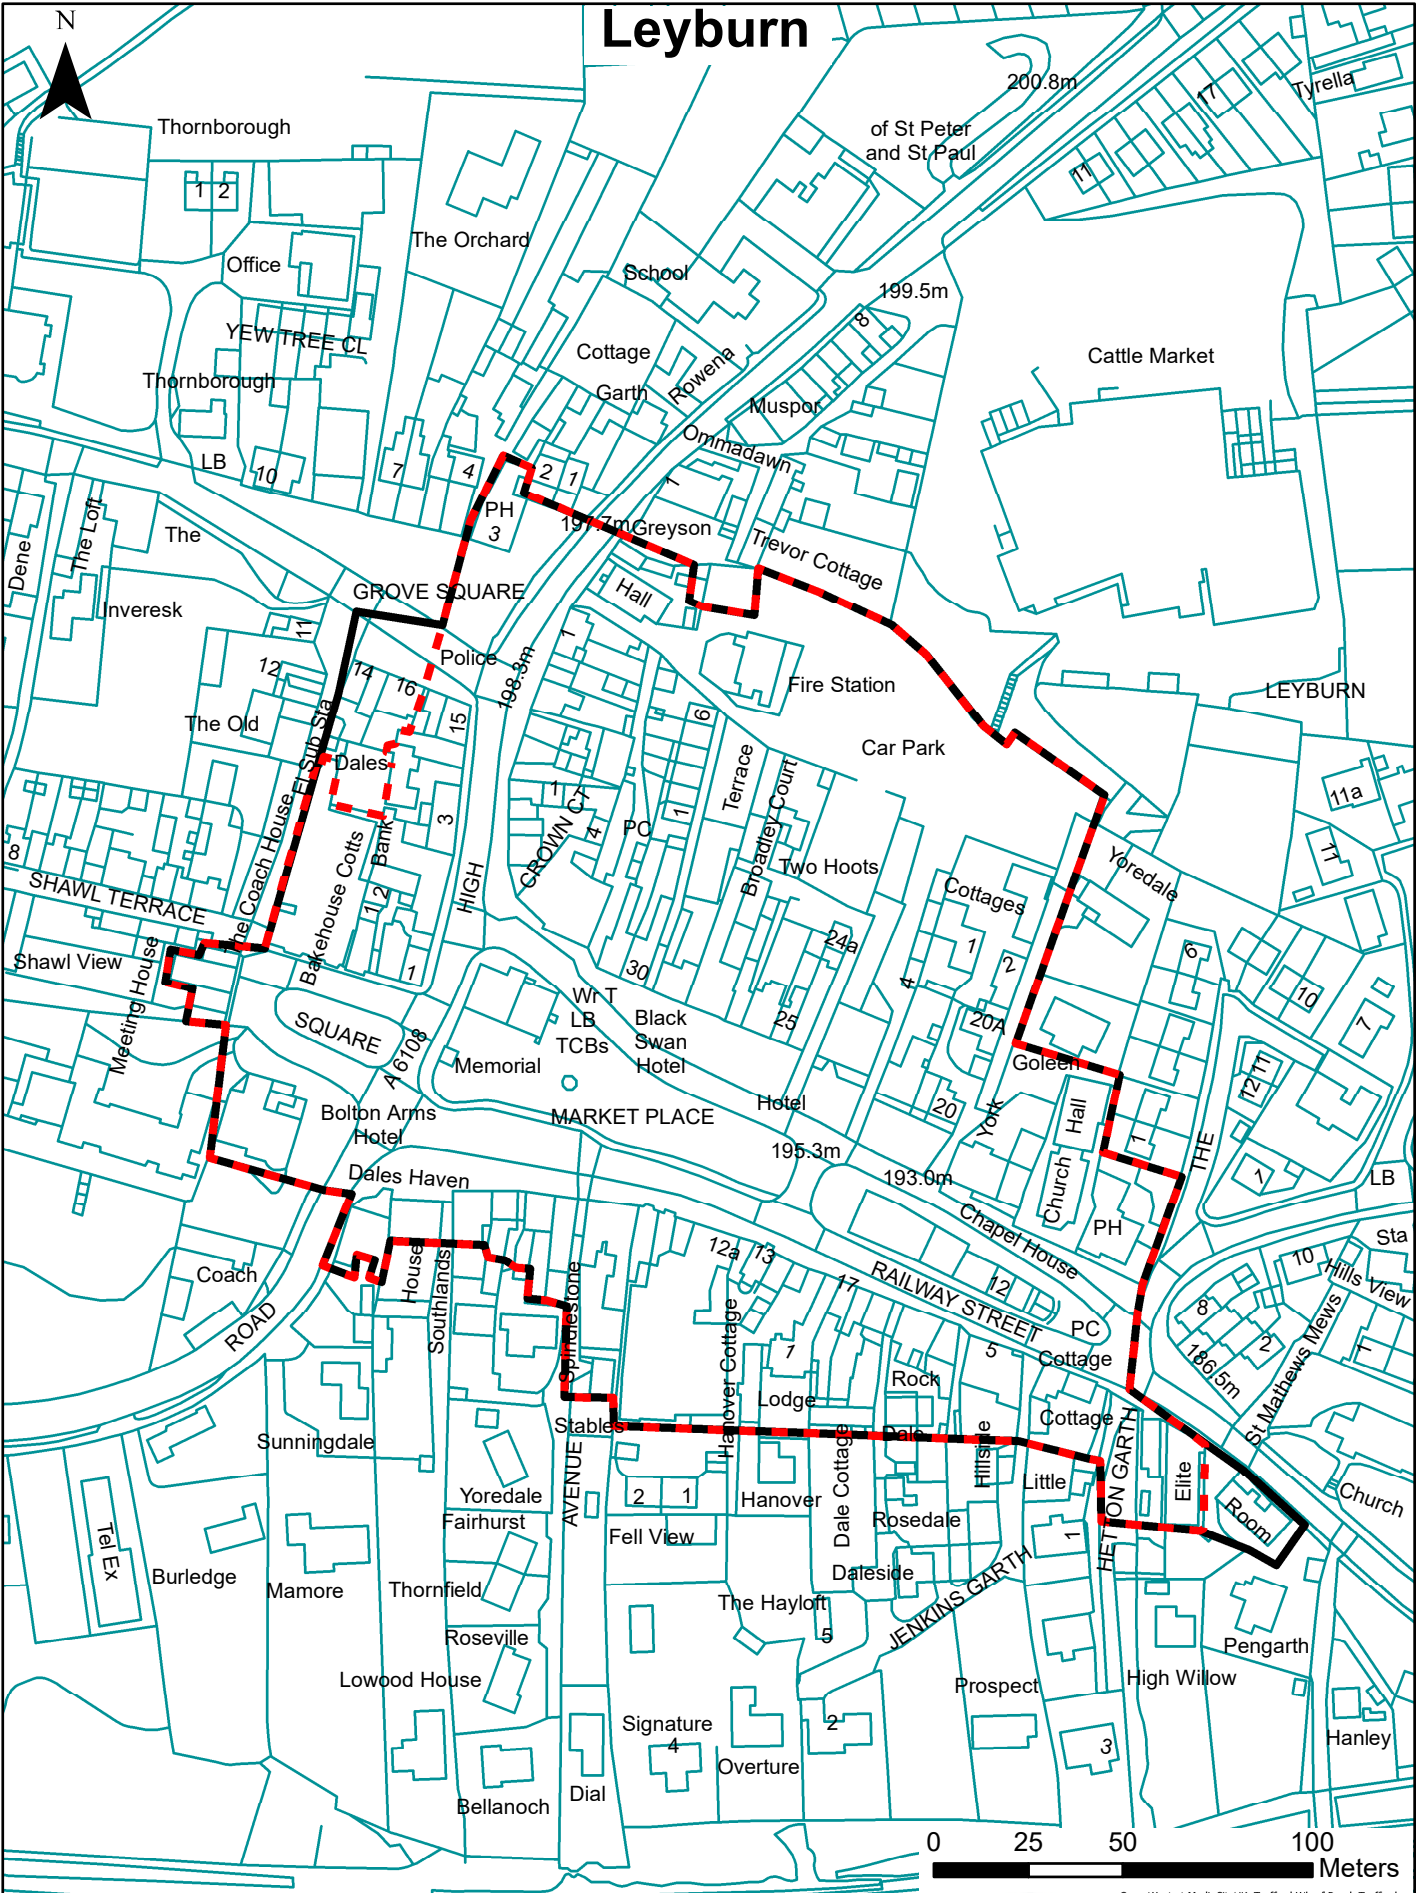 Leyburn
N
200.8m
17
Tyrella
Thornborough
of St Peter
and St Paul
11
1 2
The Orchard
Office
School
199.5m
8
YEW TREE CL
Cottage
Cattle Market
Thornborough
Garth
Rowena
Muspor
Ommadawn
LB
10
7
4
2
1
1
PH
3
197.7m
Greyson
The Loft
The
Dene
Trevor Cottage
GROVE SQUARE
Hall
Inveresk
11
1
Police
12
14
16
198.3m
Fire Station
LEYBURN
The Old
15
6
El Sub Sta
Dales
Car Park
Terrace
Broadley Court
1
11a
3
CROWN CT
4
PC
1
8
The Coach House
Bakehouse Cotts
Bank
11
Two Hoots
Yoredale
SHAWL TERRACE
HIGH
1 2
Cottages
24a
1
2
6
Shawl View
Meeting House
1
30
4
10
Wr T
LB
TCBs
Black
Swan
Hotel
25
20A
7
SQUARE
A 6108
Memorial
Goleen
12
11
Bolton Arms
Hotel
MARKET PLACE
Hotel
20
York
Hall
1
THE
195.3m
Dales Haven
193.0m
Church
1
LB
PH
Chapel House
Sta
12a
13
10
Coach
House
Southlands
Spindlestone
Hills View
17
RAILWAY STREET
12
8
ROAD
Hanover Cottage
PC
2
1
1
5
Cottage
186.5m
St Mathews Mews
Rock
Lodge
Stables
Cottage
Sunningdale
Dale Cottage
Dale
Hillside
HETTON GARTH
Little
Elite
Yoredale
AVENUE
2
1
Hanover
Church
Room
Tel Ex
Fairhurst
Fell View
Rosedale
1
Burledge
Mamore
Thornfield
Daleside
JENKINS GARTH
The Hayloft
5
Roseville
Pengarth
Lowood House
High Willow
Prospect
Signature
4
2
3
Hanley
Overture
Dial
Bellanoch
0 25 50 100
Meters